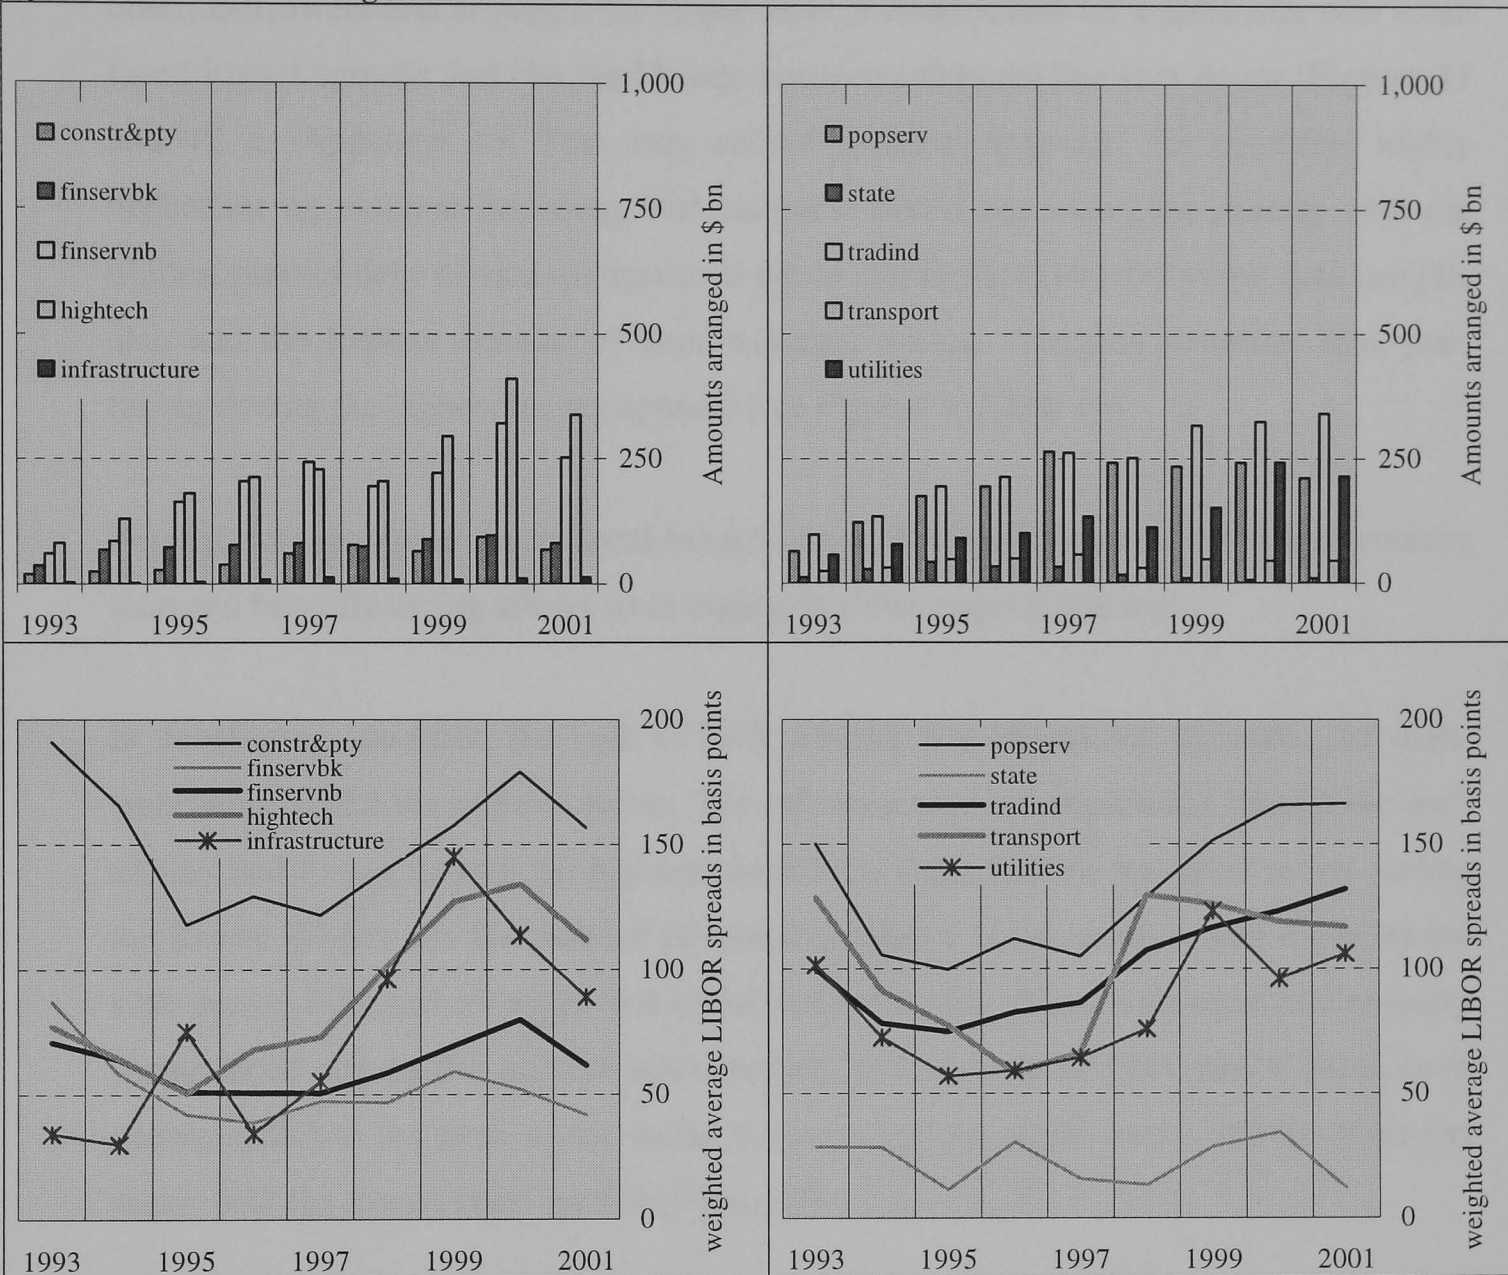 1,000
constr&pty
finservbk
750
finservnb
hightech
500
infrastructure
250
0
Amounts arranged in $ bn
1993 1995 1997 1999 2001
1,000
popserv
state
750
tradind
transport
500
utilities
250
0
Amounts arranged in $ bn
1993 1995 1997 1999 2001
200
constr&pty
finservbk
finservnb
hightech
infrastructure
150
100
50
0
weighted average LIBOR spreads in basis points
1993 1995 1997 1999 2001
200
popserv
state
tradind
transport
utilities
150
100
50
0
weighted average LIBOR spreads in basis points
1993 1995 1997 1999 2001